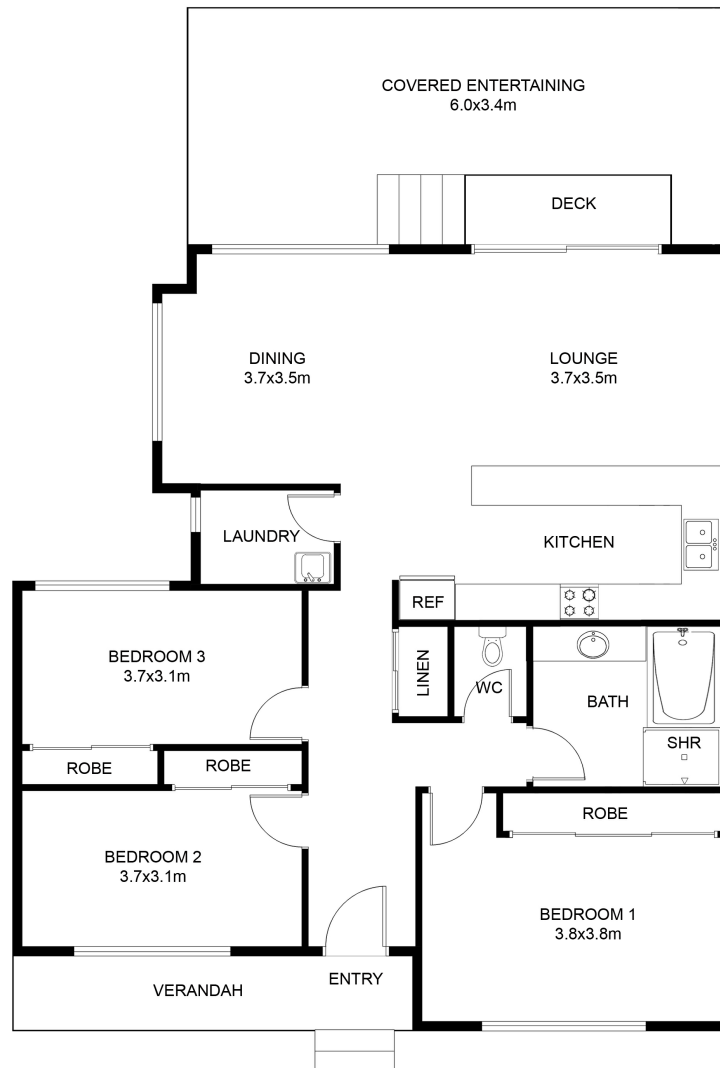 COVERED ENTERTAINING
6.0x3.4m
DECK
DINING
3.7x3.5m
LOUNGE
3.7x3.5m
LAUNDRY
KITCHEN
REF
BEDROOM 3
3.7x3.1m
LINEN
WC
BATH
SHR
ROBE
ROBE
ROBE
BEDROOM 2
3.7x3.1m
BEDROOM 1
3.8x3.8m
ENTRY
VERANDAH